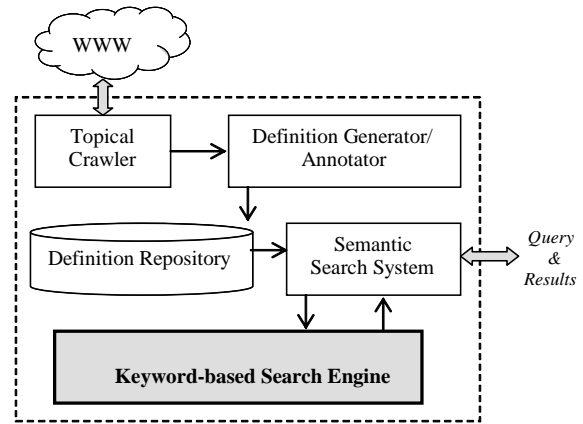 WWW
Topical
Crawler
Definition Generator/
Annotator
Definition Repository
Semantic
Search System
Query
&
Results
Keyword-based Search Engine